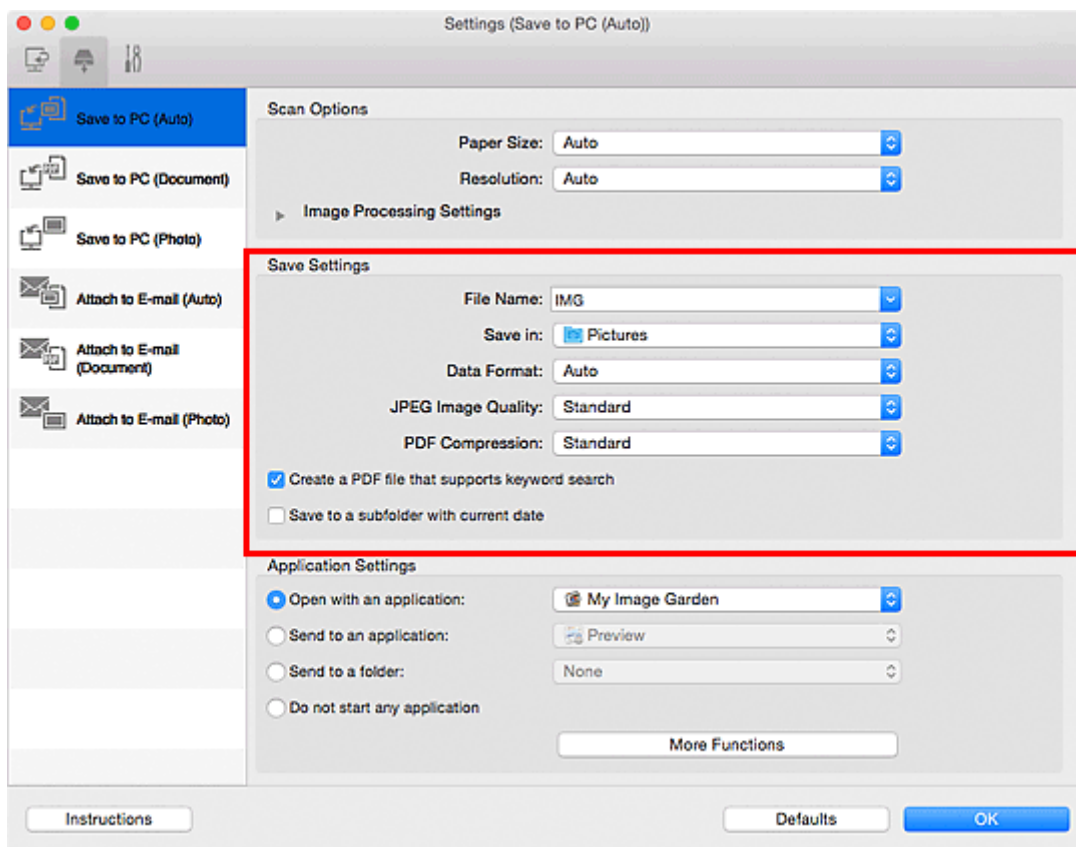 Settings (Save to PC (Auto))
Save to PC (Auto)
Save to PC (Document)
Save to PC (Photo)
Attach to E-mail (Auto)
Attach to E-mail
(Document)
Attach to E-mail (Photo)
Scan Options
Paper Size: Auto
Resolution: Auto
Image Processing Settings
Save Settings
File Name: IMG
Save in: Pictures
Data Format: Auto
JPEG Image Quality: Standard
PDF Compression: Standard
Create a PDF file that supports keyword search
Save to a subfolder with current date
Application Settings
Open with an application: My Image Garden
Send to an application: Preview
Send to a folder: None
Do not start any application
More Functions
Instructions Defaults OK